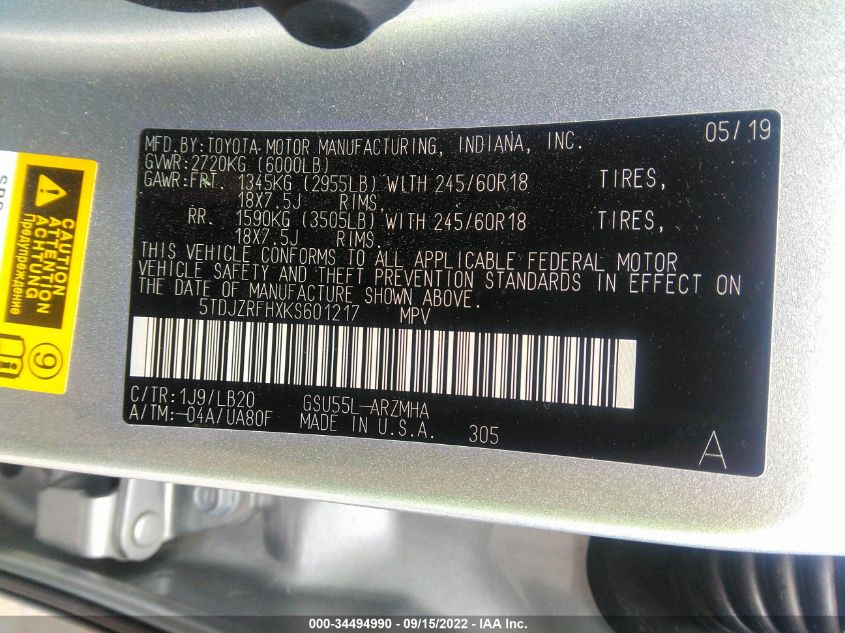 MFD.BY:TOYOTA MOTOR MANUFACTURING, INDIANA, INC. 05/19
GVWR:2720KG (6000LB)
GAWR:FRT. 1345KG (2955LB) WITH 245/60R18 TIRES,
18X7.5J RIMS.
RR. 1590KG (3505LB) WITH 245/60R18 TIRES,
18X7.5J RIMS.
THIS VEHICLE CONFORMS TO ALL APPLICABLE FEDERAL MOTOR
VEHICLE SAFETY AND THEFT PREVENTION STANDARDS IN EFFECT ON
THE DATE OF MANUFACTURE SHOWN ABOVE.
5TDJZRFHXKS601217 MPV
C/TR:1J9/LB20 GSU55L-ARZMHA
A/TM:-04A/UA80F MADE IN U.S.A. 305
A
CAUTION
ATTENTION
ACHTUNG
Предупреждение
9
000-34494990 - 09/15/2022 - IAA Inc.